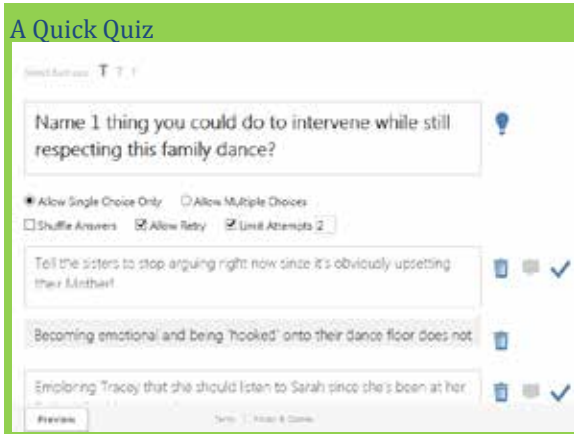 A Quick Quiz
T T T
Name 1 thing you could do to intervene while still
respecting this family dance?
Allow Single Choice Only Allow Multiple Choices
Shuffle Answers Allow Retry Limit Attempts 2
Tell the sisters to stop arguing right now since it's obviously upsetting
their Mother!
Becoming emotional and being 'hooked' onto their dance floor does not
Emploring Tracey that she should listen to Sarah since she's been at her
Preview
Terms